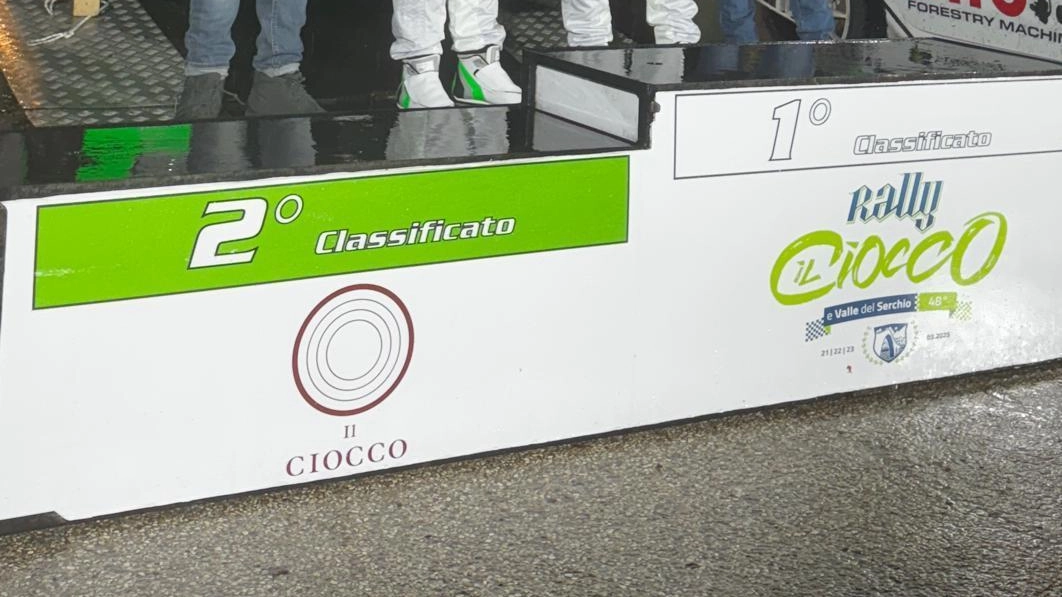 FORESTRY MACHIN
1° Classificato
2° Classificato
Rally
iL Ciocco
e Valle del Serchio 48°
21 | 22 | 23 03.2025
Il
CIOCCO